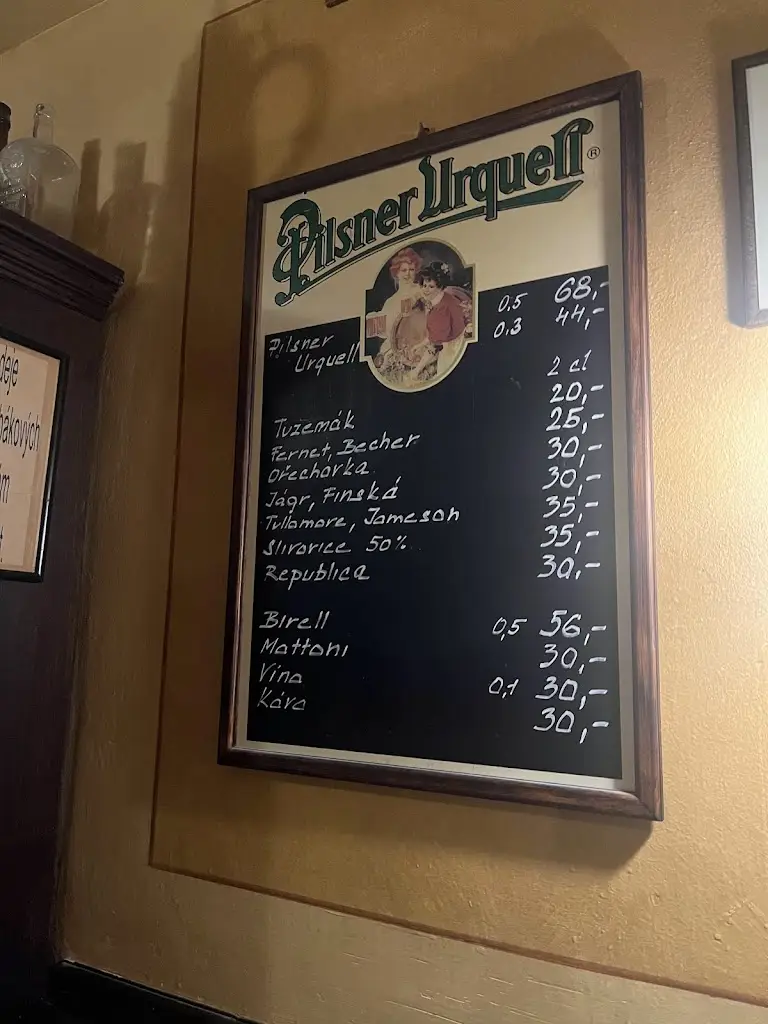 Pilsner Urquell®
Pilsner
Urquell
0,5 68,-
0,3 44,-
2 cl
Tuzemák 20,-
Fernet, Becher 25,-
Ořechovka 30,-
Jägr, Finská 30,-
Tullamore, Jameson 35,-
Slivovice 50% 35,-
Republica 30,-
Birell 0,5 56,-
Mattoni 30,-
Vína 0,1 30,-
Káva 30,-